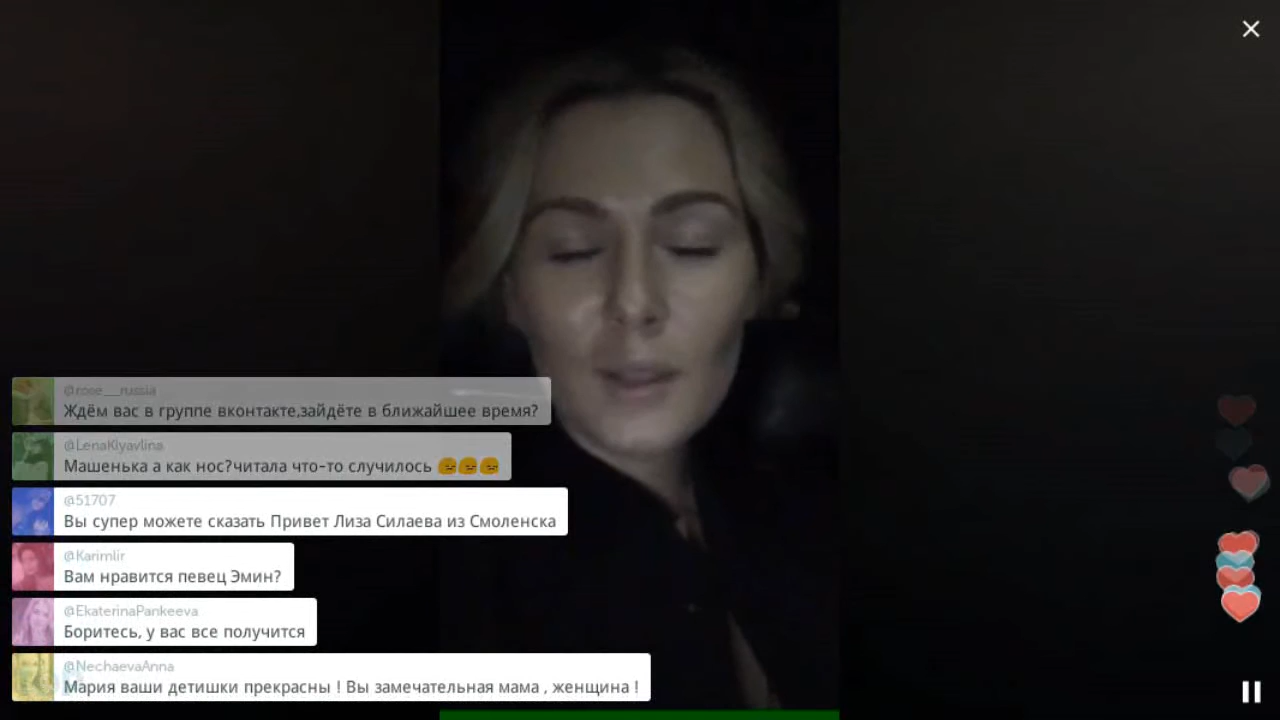 @rose__russia
Ждём вас в группе вконтакте,зайдёте в ближайшее время?
@LenaKlyavlina
Машенька а как нос?читала что-то случилось
@51707
Вы супер можете сказать Привет Лиза Силаева из Смоленска
@Karimlir
Вам нравится певец Эмин?
@EkaterinaPankeeva
Боритесь, у вас все получится
@NechaevaAnna
Мария ваши детишки прекрасны ! Вы замечательная мама , женщина !